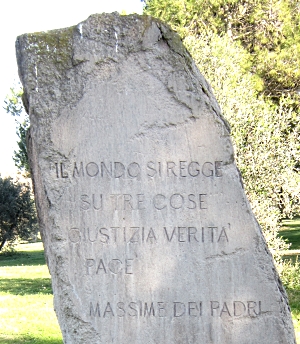 IL MONDO SI REGGE
SU TRE COSE
GIUSTIZIA VERITA'
PACE
MASSIME DEI PADRI